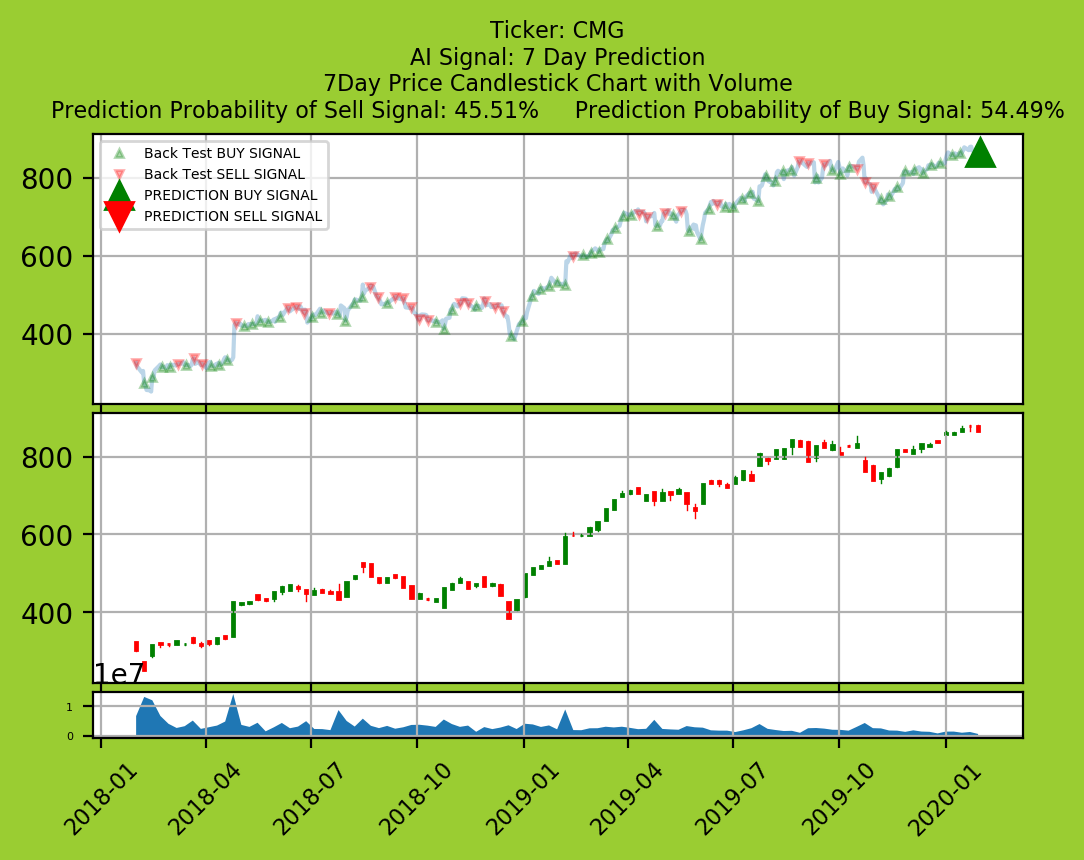 Ticker: CMG
AI Signal: 7 Day Prediction
7Day Price Candlestick Chart with Volume
Prediction Probability of Sell Signal: 45.51% Prediction Probability of Buy Signal: 54.49%
Back Test BUY SIGNAL
Back Test SELL SIGNAL
PREDICTION BUY SIGNAL
PREDICTION SELL SIGNAL
800
600
400
800
600
400
1e7
1
0
2018-01 2018-04 2018-07 2018-10 2019-01 2019-04 2019-07 2019-10 2020-01